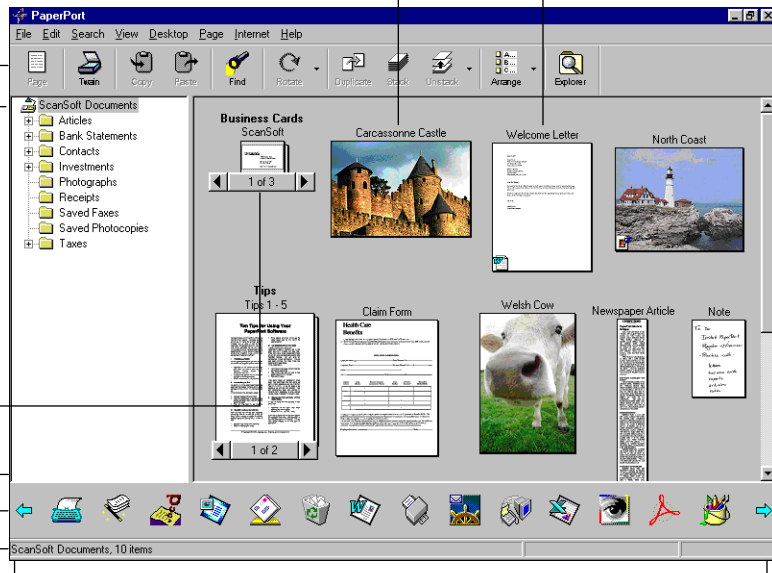 PaperPort
File Edit Search View Desktop Page Internet Help
Page Twain Copy Paste Find Rotate Duplicate Stack Unstack Arrange Explorer
ScanSoft Documents
Articles
Bank Statements
Contacts
Investments
Photographs
Receipts
Saved Faxes
Saved Photocopies
Taxes
Business Cards
ScanSoft
1 of 3
Carcassonne Castle
Welcome Letter
North Coast
Tips
Tips 1 - 5
Ten Tips for Using Your
PaperPort Software
1 of 2
Claim Form
Health Care
Benefits
Welsh Cow
Newspaper Article
Note
To Do
ScanSoft Documents, 10 items